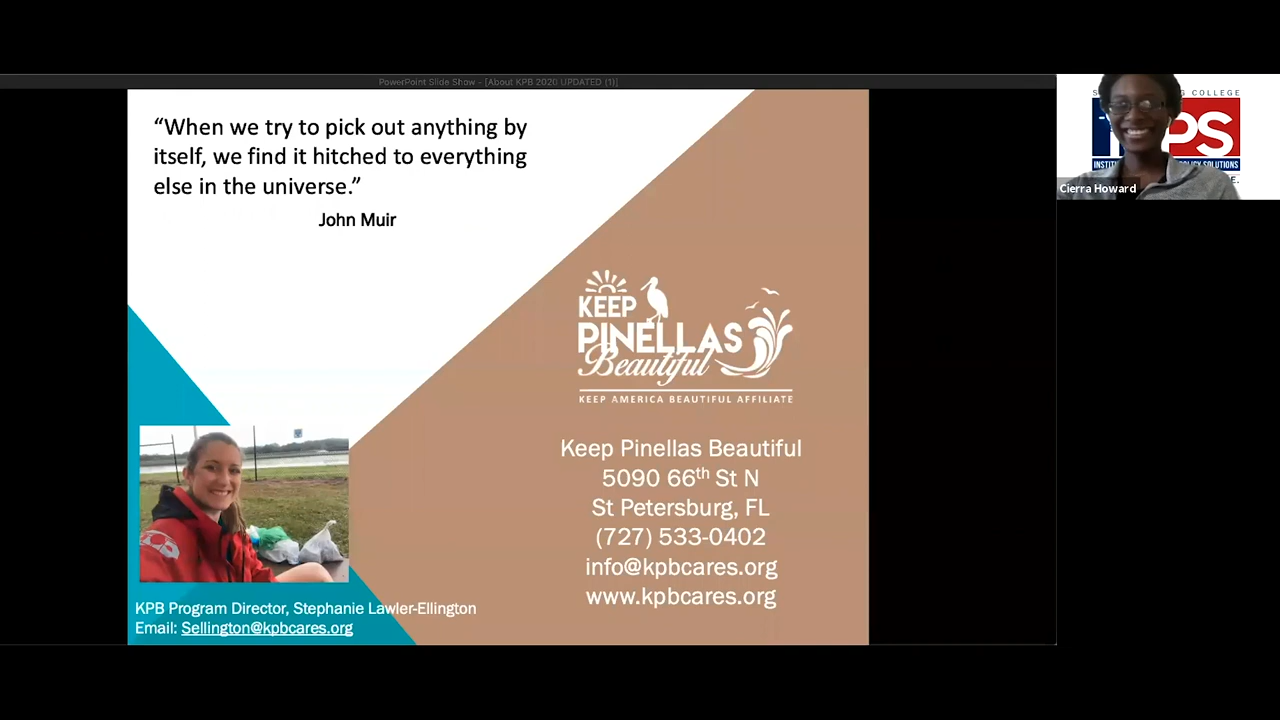 PowerPoint Slide Show - [About KPB 2020 UPDATED (1)]
“When we try to pick out anything by
itself, we find it hitched to everything
else in the universe.”
John Muir
KEEP
PINELLAS
Beautiful
KEEP AMERICA BEAUTIFUL AFFILIATE
Keep Pinellas Beautiful
5090 66th St N
St Petersburg, FL
(727) 533-0402
info@kpbcares.org
www.kpbcares.org
KPB Program Director, Stephanie Lawler-Ellington
Email: Sellington@kpbcares.org
COLLEGE
PS
Cierra Howard